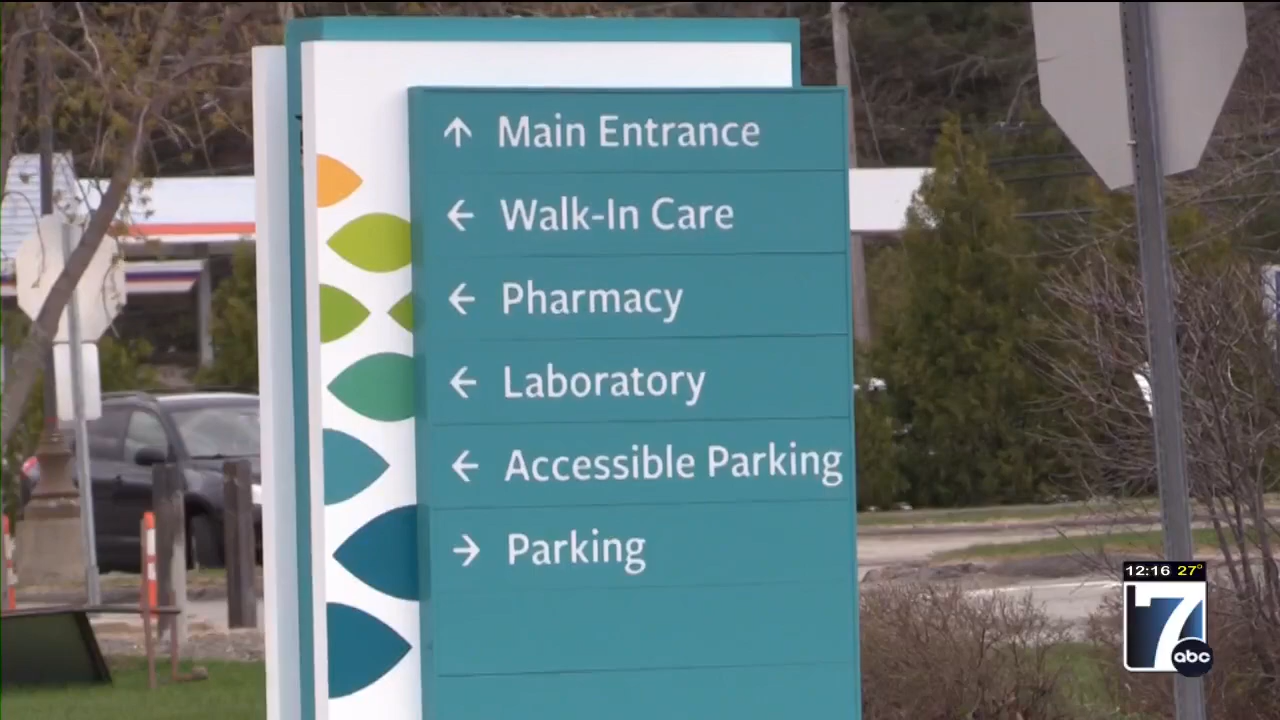 ↑ Main Entrance
← Walk-In Care
← Pharmacy
← Laboratory
← Accessible Parking
→ Parking
12:16 27°
7
abc